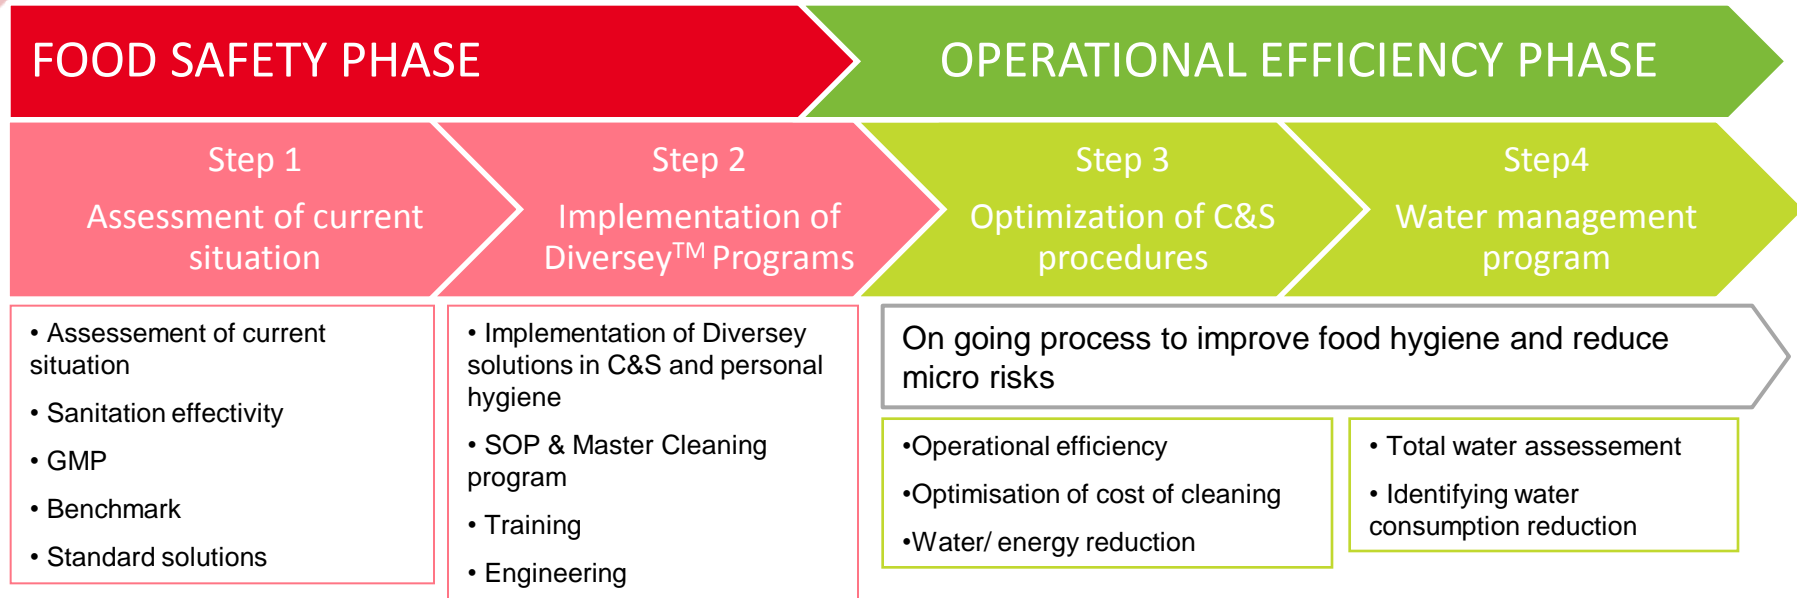 FOOD SAFETY PHASE
OPERATIONAL EFFICIENCY PHASE
Step 1
Assessment of current
situation
Step 2
Implementation of
Diversey™ Programs
Step 3
Optimization of C&S
procedures
Step4
Water management
program
• Assessement of current
situation
• Sanitation effectivity
• GMP
• Benchmark
• Standard solutions
• Implementation of Diversey
solutions in C&S and personal
hygiene
• SOP & Master Cleaning
program
• Training
• Engineering
On going process to improve food hygiene and reduce
micro risks
•Operational efficiency
•Optimisation of cost of cleaning
•Water/ energy reduction
• Total water assessement
• Identifying water
consumption reduction